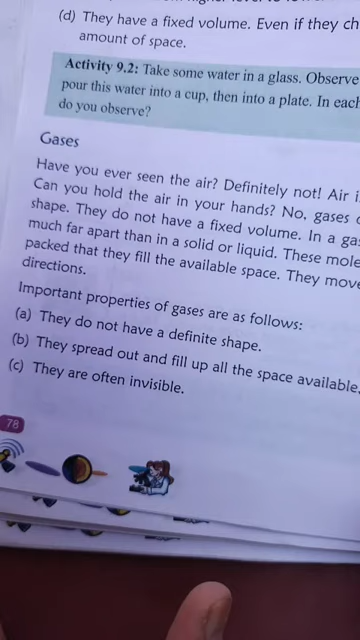 (d) They have a fixed volume. Even if they
amount of space.
Activity 9.2: Take some water in a glass. Observe
pour this water into a cup, then into a plate. In each
do you observe?
Gases
Have you ever seen the air? Definitely not! Air
Can you hold the air in your hands? No, gases
shape. They do not have a fixed volume. In a
much far apart than in a solid or liquid. These
packed that they fill the available space. They move
directions.
Important properties of gases are as follows:
(a) They do not have a definite shape.
(b) They spread out and fill up all the space available.
(c) They are often invisible.
78